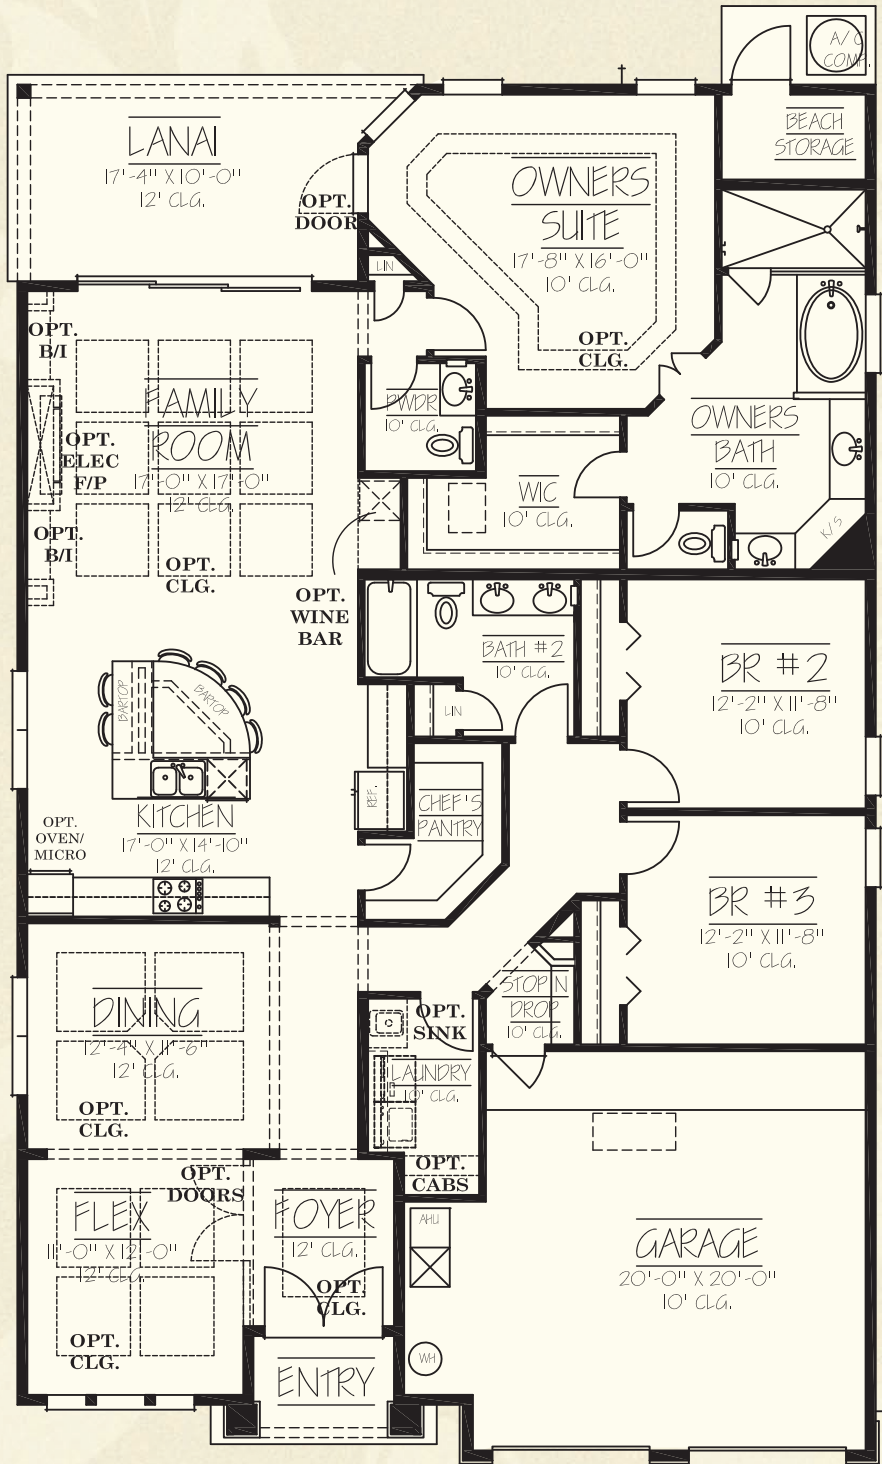 A/C
COMP.
BEACH
STORAGE
LANAI
17'-4" X 10'-0"
12' CLG.
OPT.
DOOR
OWNERS
SUITE
17'-8" X 16'-0"
10' CLG.
OPT.
CLG.
LIN
OPT.
B/I
FAMILY
ROOM
17'-0" X 17'-0"
12' CLG.
OPT.
ELEC
F/P
OPT.
B/I
OPT.
CLG.
PWDR
10' CLG.
OWNERS
BATH
10' CLG.
K/S
WIC
10' CLG.
OPT.
WINE
BAR
BATH #2
10' CLG.
LIN
BR #2
12'-2" X 11'-8"
10' CLG.
BARTOP
BARTOP
KITCHEN
17'-0" X 14'-10"
12' CLG.
OPT.
OVEN/
MICRO
REF.
CHEF'S
PANTRY
BR #3
12'-2" X 11'-8"
10' CLG.
DINING
12'-4" X 11'-6"
12' CLG.
OPT.
CLG.
OPT.
SINK
STOP N
DROP
10' CLG.
LAUNDRY
10' CLG.
OPT.
CABS
OPT.
DOORS
FLEX
11'-0" X 12'-0"
12' CLG.
OPT.
CLG.
FOYER
12' CLG.
OPT.
CLG.
AHU
GARAGE
20'-0" X 20'-0"
10' CLG.
WH
ENTRY